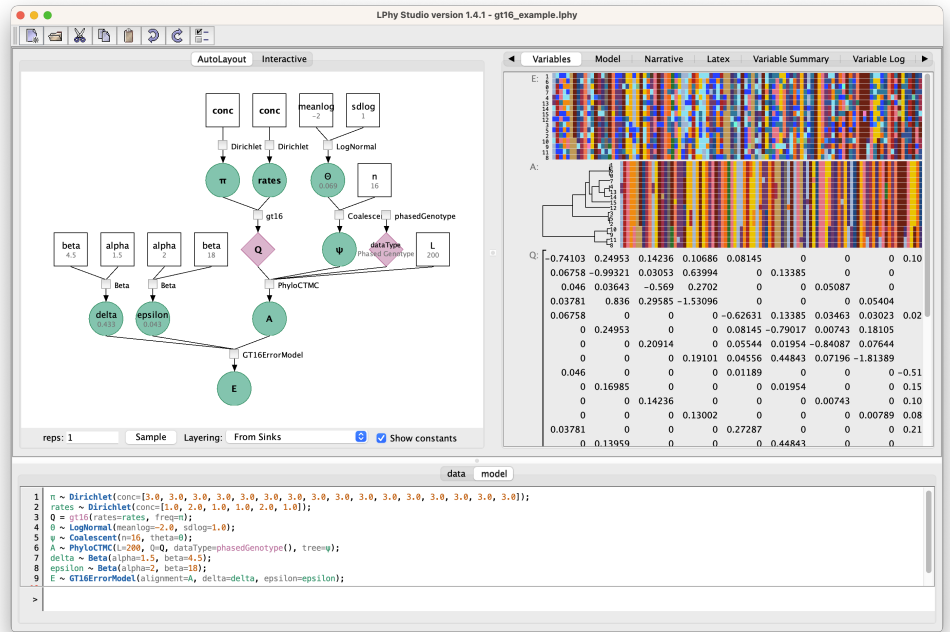 LPhy Studio version 1.4.1 - gt16_example.lphy
AutoLayout Interactive
Variables Model Narrative Latex Variable Summary Variable Log
conc conc meanlog -2 sdlog 1
Dirichlet Dirichlet LogNormal
π rates Θ 0.069 n 16
gt16 Coalesce phasedGenotype
beta 4.5 alpha 1.5 alpha 2 beta 18 Q ψ dataType Phased Genotype L 200
Beta Beta PhyloCTMC
delta 0.433 epsilon 0.043 A
GT16ErrorModel
E
reps: 1 Sample Layering: From Sinks Show constants
E:
A:
Q:
-0.74103 0.24953 0.14236 0.10686 0.08145 0 0 0 0.10
0.06758 -0.99321 0.03053 0.63994 0 0.13385 0 0
0.046 0.03643 -0.569 0.2702 0 0 0.05087 0
0.03781 0.836 0.29585 -1.53096 0 0 0 0.05404
0.06758 0 0 0 -0.62631 0.13385 0.03463 0.03023 0.02
0 0.24953 0 0 0.08145 -0.79017 0.00743 0.18105
0 0 0.20914 0 0.05544 0.01954 -0.84087 0.07644
0 0 0 0.19101 0.04556 0.44843 0.07196 -1.81389
0.046 0 0 0 0.01189 0 0 0 -0.51
0 0.16985 0 0 0 0.01954 0 0 0.15
0 0 0.14236 0 0 0 0.00743 0 0.10
0 0 0 0.13002 0 0 0 0.00789 0.08
0.03781 0 0 0 0.27287 0 0 0 0.21
0 0.13959 0 0 0 0.44843 0 0
data model
1 π ~ Dirichlet(conc=[3.0, 3.0, 3.0, 3.0, 3.0, 3.0, 3.0, 3.0, 3.0, 3.0, 3.0, 3.0, 3.0, 3.0, 3.0, 3.0]);
2 rates ~ Dirichlet(conc=[1.0, 2.0, 1.0, 1.0, 2.0, 1.0]);
3 Q = gt16(rates=rates, freq=π);
4 Θ ~ LogNormal(meanlog=-2.0, sdlog=1.0);
5 ψ ~ Coalescent(n=16, theta=Θ);
6 A ~ PhyloCTMC(L=200, Q=Q, dataType=phasedGenotype(), tree=ψ);
7 delta ~ Beta(alpha=1.5, beta=4.5);
8 epsilon ~ Beta(alpha=2, beta=18);
9 E ~ GT16ErrorModel(alignment=A, delta=delta, epsilon=epsilon);
>